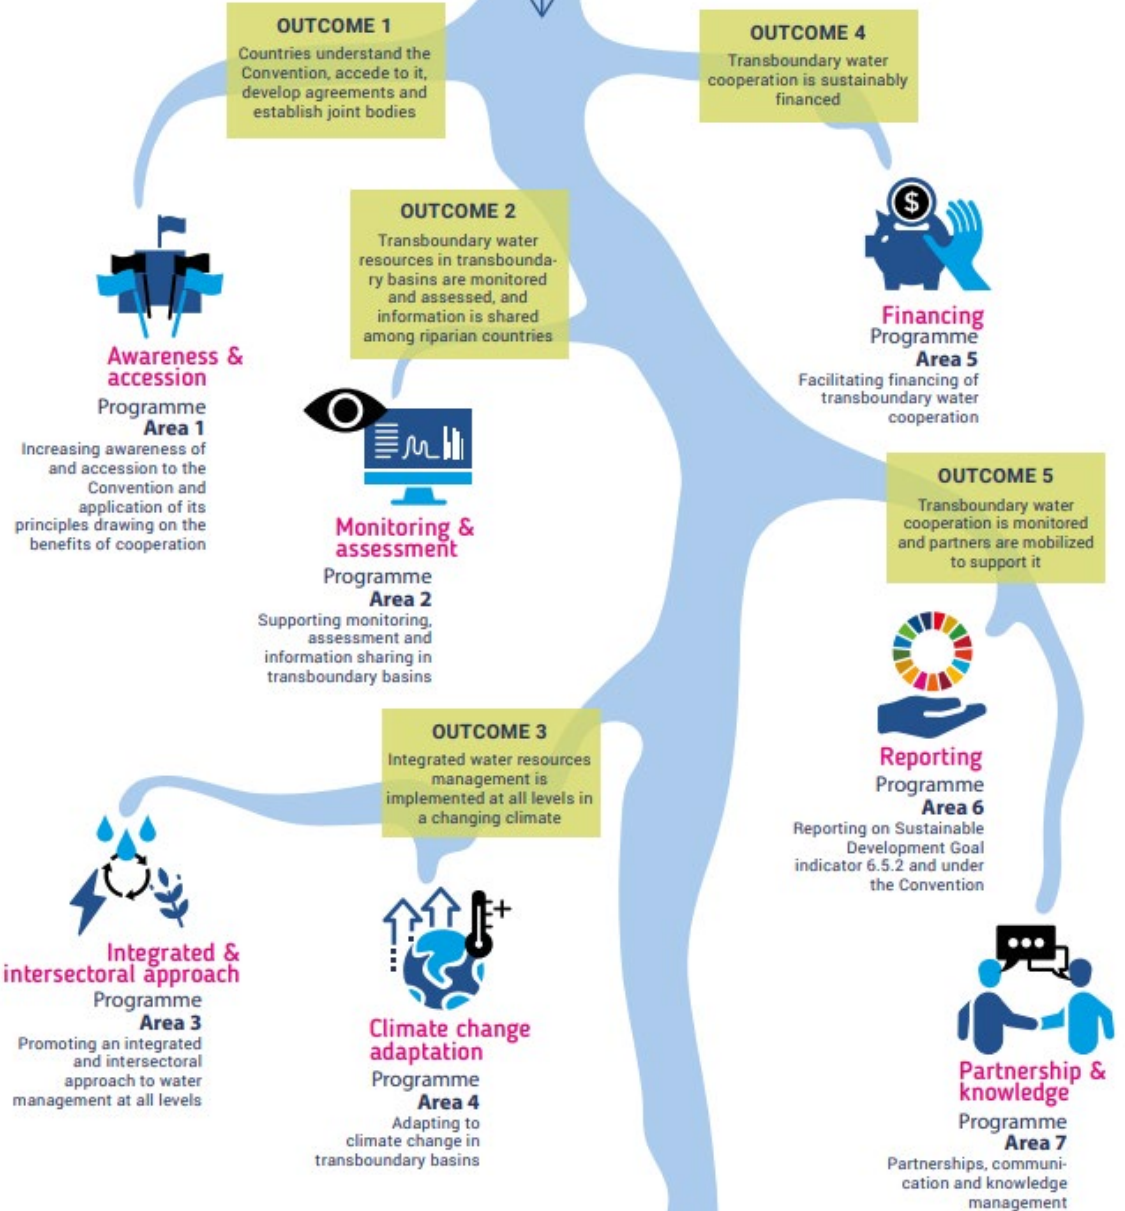 OUTCOME 1
Countries understand the
Convention, accede to it,
develop agreements and
establish joint bodies
OUTCOME 4
Transboundary water
cooperation is sustainably
financed
OUTCOME 2
Transboundary water
resources in transbounda-
ry basins are monitored
and assessed, and
information is shared
among riparian countries
$
Financing
Programme
Area 5
Facilitating financing of
transboundary water
cooperation
Awareness &
accession
Programme
Area 1
Increasing awareness of
and accession to the
Convention and
application of its
principles drawing on the
benefits of cooperation
Monitoring &
assessment
Programme
Area 2
Supporting monitoring,
assessment and
information sharing in
transboundary basins
OUTCOME 5
Transboundary water
cooperation is monitored
and partners are mobilized
to support it
Reporting
Programme
Area 6
Reporting on Sustainable
Development Goal
indicator 6.5.2 and under
the Convention
OUTCOME 3
Integrated water resources
management is
implemented at all levels in
a changing climate
Integrated &
intersectoral approach
Programme
Area 3
Promoting an integrated
and intersectoral
approach to water
management at all levels
+
Climate change
adaptation
Programme
Area 4
Adapting to
climate change in
transboundary basins
Partnership &
knowledge
Programme
Area 7
Partnerships, communi-
cation and knowledge
management